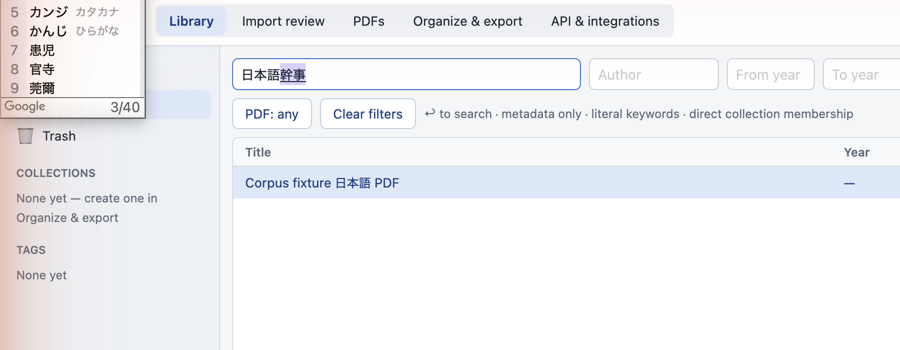 5 カンジ カタカナ
6 かんじ ひらがな
7 患児
8 官寺
9 莞爾
Google 3/40
Library Import review PDFs Organize & export API & integrations
日本語幹事 Author From year To year
PDF: any Clear filters ↩ to search · metadata only · literal keywords · direct collection membership
Trash
COLLECTIONS
None yet — create one in
Organize & export
TAGS
None yet
Title Year
Corpus fixture 日本語 PDF —